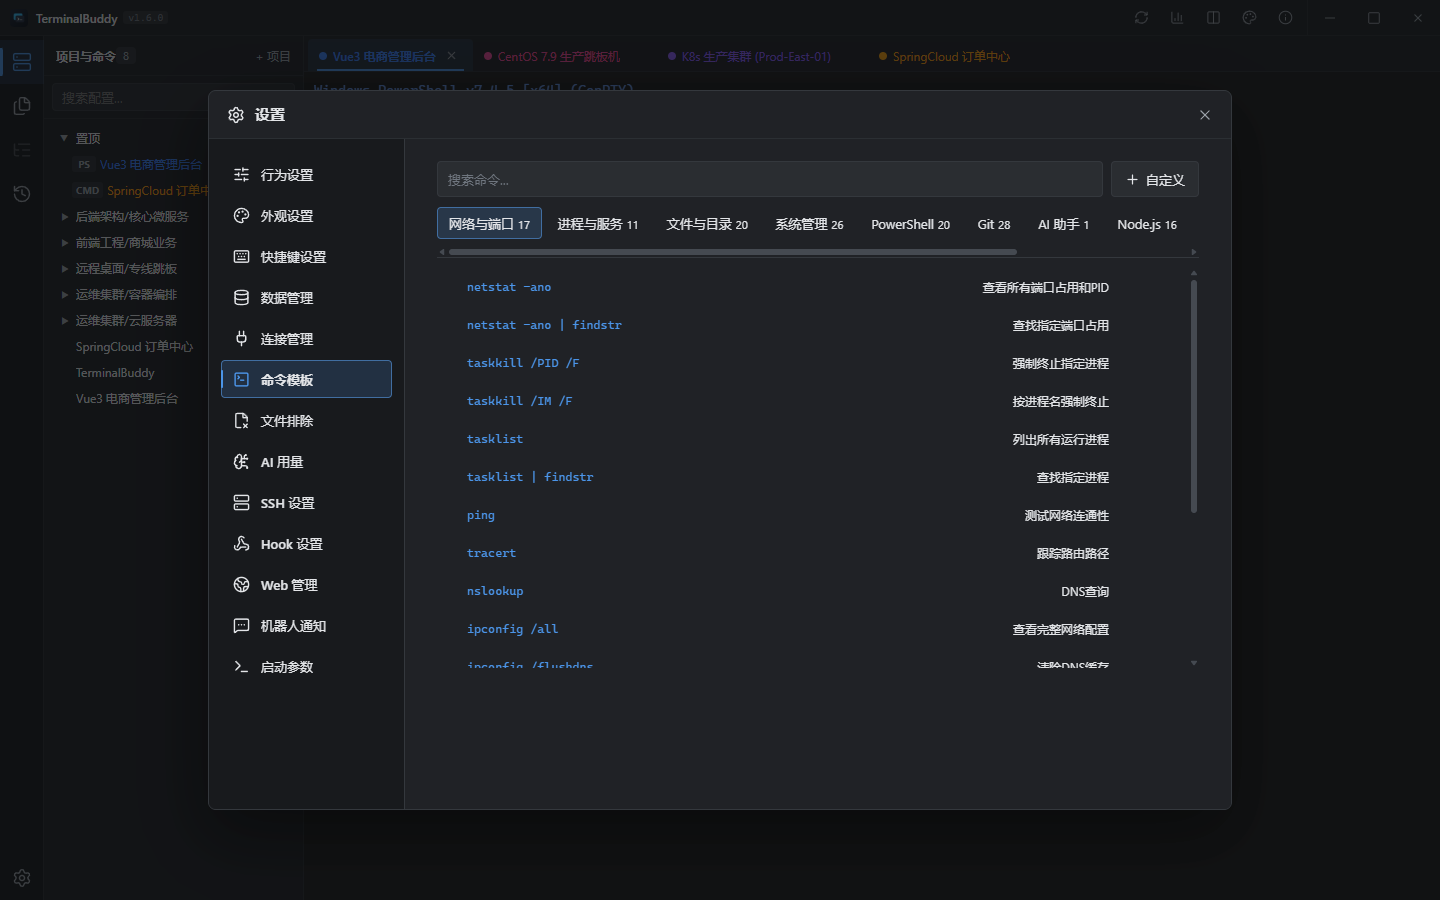 TerminalBuddy v1.6.0
项目与命令 8
+ 项目
Vue3 电商管理后台
CentOS 7.9 生产跳板机
K8s 生产集群 (Prod-East-01)
SpringCloud 订单中心
搜索配置...
置顶
PS Vue3 电商管理后台
CMD SpringCloud 订单中
后端架构/核心微服务
前端工程/商城业务
远程桌面/专线跳板
运维集群/容器编排
运维集群/云服务器
SpringCloud 订单中心
TerminalBuddy
Vue3 电商管理后台
设置
行为设置
外观设置
快捷键设置
数据管理
连接管理
命令模板
文件排除
AI 用量
SSH 设置
Hook 设置
Web 管理
机器人通知
启动参数
搜索命令...
自定义
网络与端口 17
进程与服务 11
文件与目录 20
系统管理 26
PowerShell 20
Git 28
AI 助手 1
Node.js 16
netstat -ano 查看所有端口占用和PID
netstat -ano | findstr 查找指定端口占用
taskkill /PID /F 强制终止指定进程
taskkill /IM /F 按进程名强制终止
tasklist 列出所有运行进程
tasklist | findstr 查找指定进程
ping 测试网络连通性
tracert 跟踪路由路径
nslookup DNS查询
ipconfig /all 查看完整网络配置
ipconfig /flushdns 清除DNS缓存